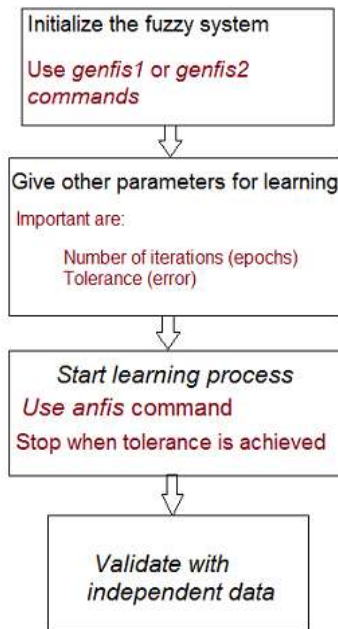 Initialize the fuzzy system
Use genfis1 or genfis2
commands
Give other parameters for learning
Important are:
Number of iterations (epochs)
Tolerance (error)
Start learning process
Use anfis command
Stop when tolerance is achieved
Validate with
independent data